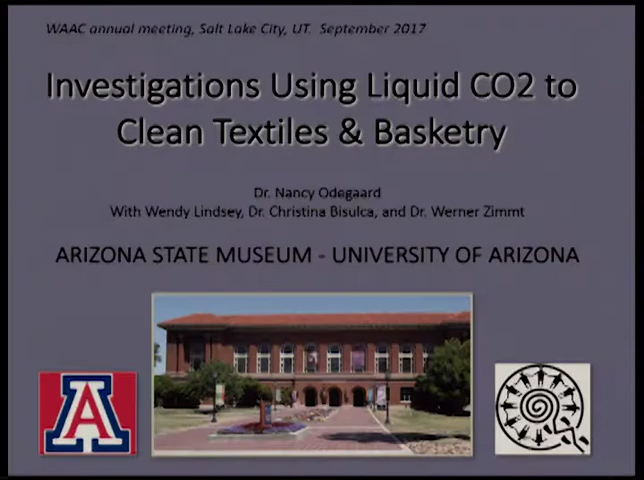 WAAC annual meeting, Salt Lake City, UT. September 2017
Investigations Using Liquid CO2 to
Clean Textiles & Basketry
Dr. Nancy Odegaard
With Wendy Lindsey, Dr. Christina Bisulca, and Dr. Werner Zimmt
ARIZONA STATE MUSEUM - UNIVERSITY OF ARIZONA
A